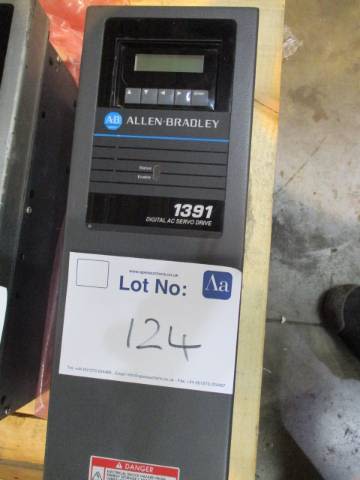 AB ALLEN-BRADLEY
Status
Enable
1391
DIGITAL AC SERVO DRIVE
Lot No:
Aa
124
DANGER